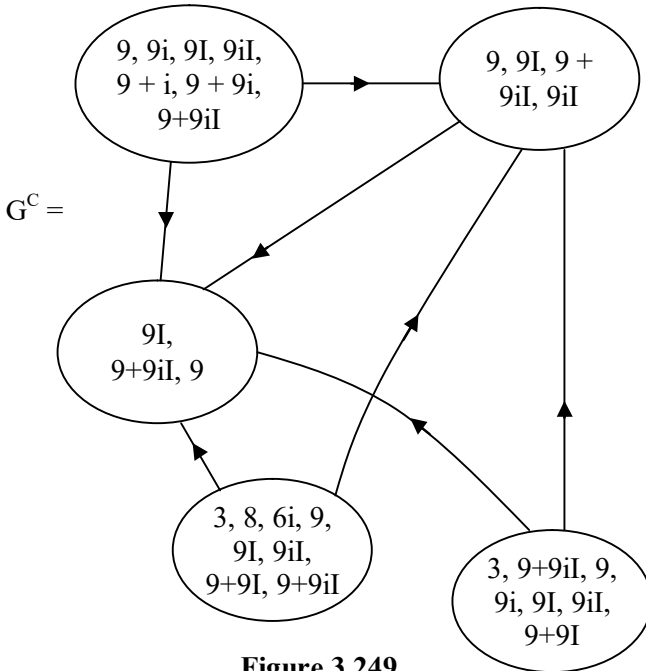 9, 9i, 9I, 9iI,
9 + i, 9 + 9i,
9+9iI
9, 9I, 9 +
9iI, 9iI
G^C =
9I,
9+9iI, 9
3, 8, 6i, 9,
9I, 9iI,
9+9I, 9+9iI
3, 9+9iI, 9,
9i, 9I, 9iI,
9+9I
Figure 3.249